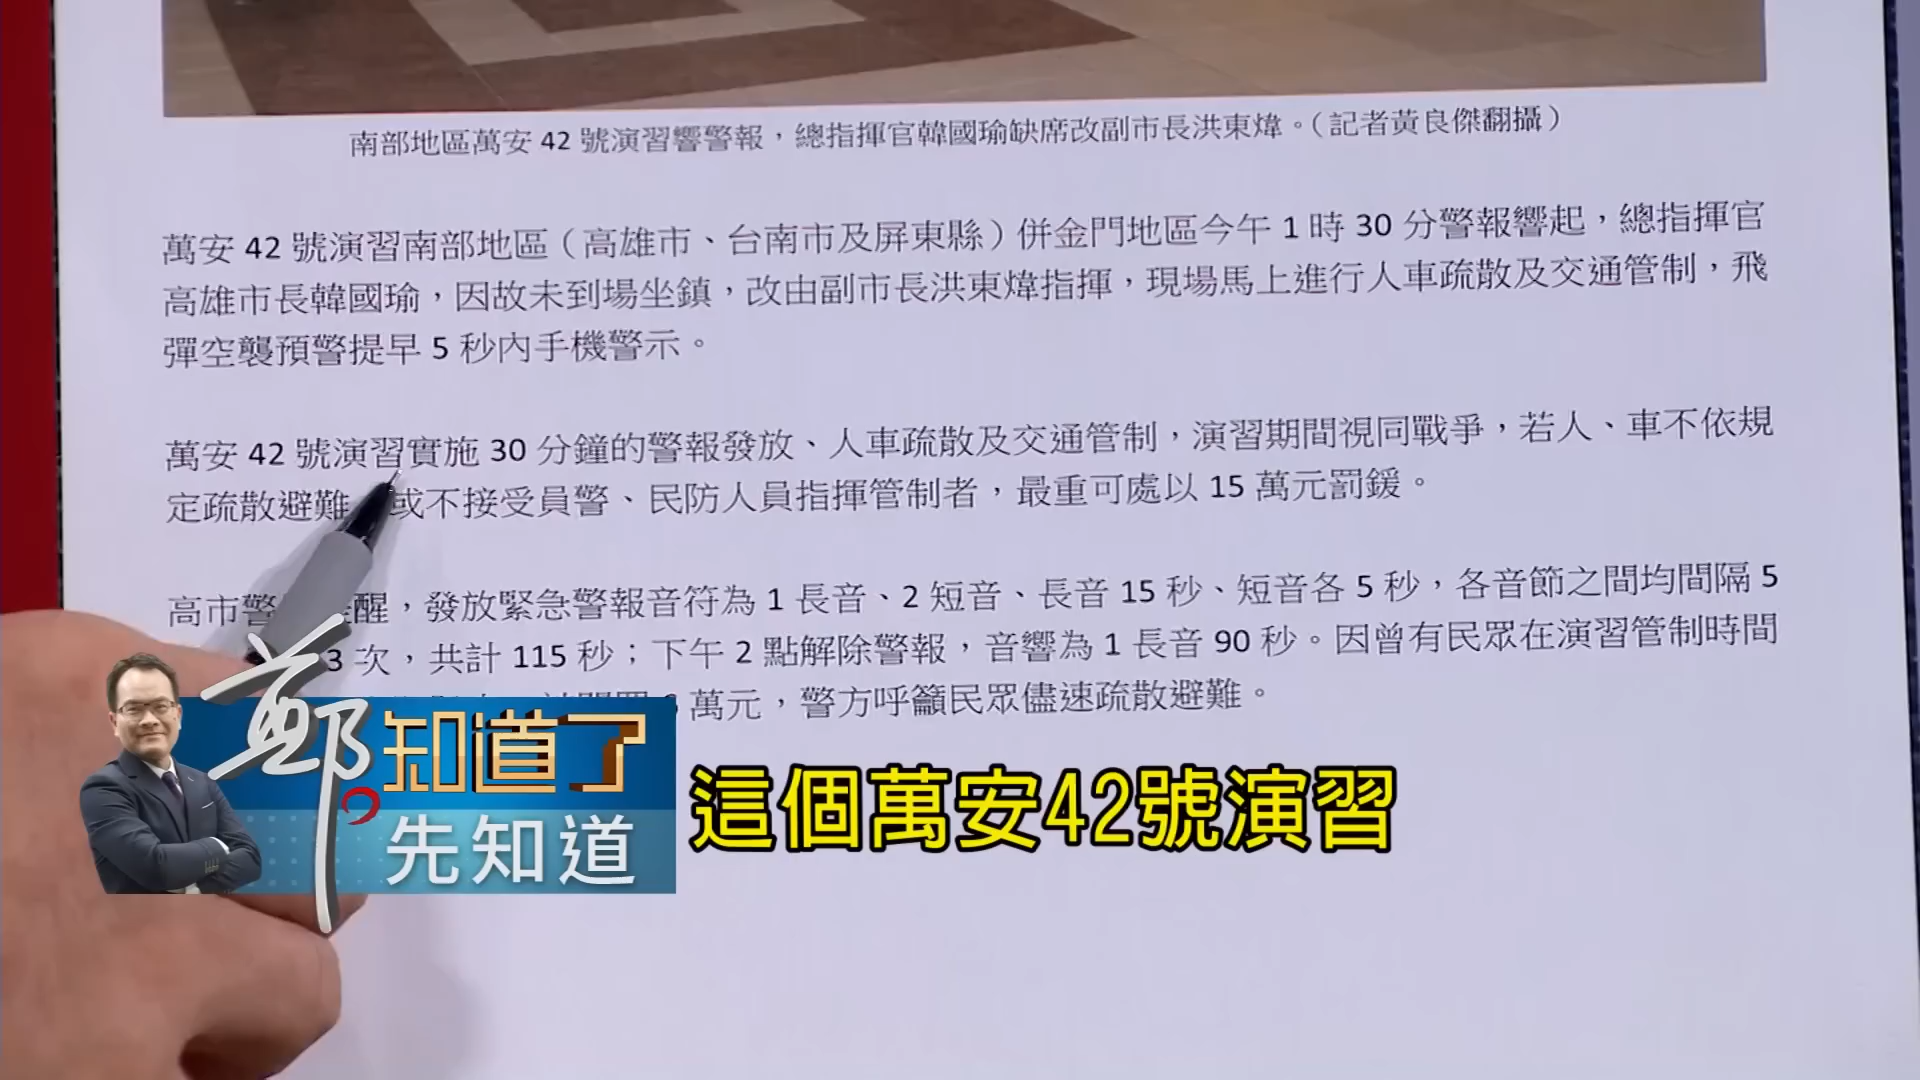 南部地區萬安 42 號演習響警報，總指揮官韓國瑜缺席改副市長洪東煒。（記者黃良傑翻攝）
萬安 42 號演習南部地區（高雄市、台南市及屏東縣）併金門地區今午 1 時 30 分警報響起，總指揮官
高雄市長韓國瑜，因故未到場坐鎮，改由副市長洪東煒指揮，現場馬上進行人車疏散及交通管制，飛
彈空襲預警提早 5 秒內手機警示。
萬安 42 號演習實施 30 分鐘的警報發放、人車疏散及交通管制，演習期間視同戰爭，若人、車不依規
定疏散避難 或不接受員警、民防人員指揮管制者，最重可處以 15 萬元罰鍰。
高市警 醒，發放緊急警報音符為 1 長音、2 短音、長音 15 秒、短音各 5 秒，各音節之間均間隔 5
3 次，共計 115 秒；下午 2 點解除警報，音響為 1 長音 90 秒。因曾有民眾在演習管制時間
萬元，警方呼籲民眾儘速疏散避難。
鄭知道了
先知道
這個萬安42號演習